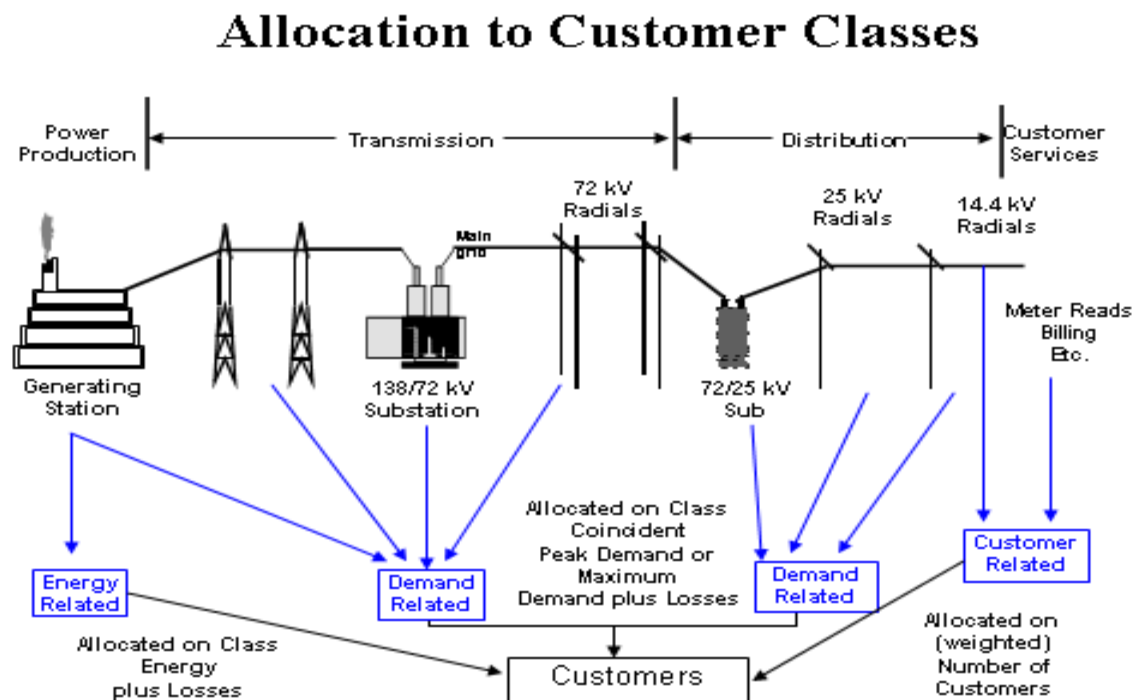 Allocation to Customer Classes
Power
Production
Transmission
Distribution
Customer
Services
72 kV
Radials
25 kV
Radials
14.4 kV
Radials
Main
grid
Meter Reads
Billing
Etc.
Generating
Station
138/72 kV
Substation
72/25 kV
Sub
Allocated on Class
Coincident
Peak Demand or
Maximum
Demand plus Losses
Energy
Related
Demand
Related
Demand
Related
Customer
Related
Allocated on Class
Energy
plus Losses
Customers
Allocated on
(weighted)
Number of
Customers